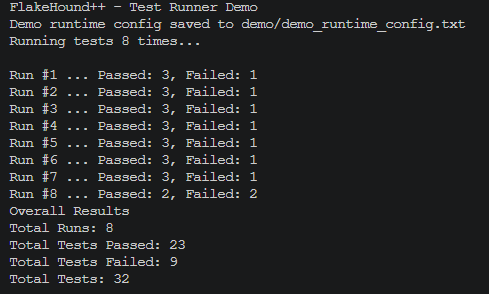 FlakeHound++ - Test Runner Demo
Demo runtime config saved to demo/demo_runtime_config.txt
Running tests 8 times...
Run #1 ... Passed: 3, Failed: 1
Run #2 ... Passed: 3, Failed: 1
Run #3 ... Passed: 3, Failed: 1
Run #4 ... Passed: 3, Failed: 1
Run #5 ... Passed: 3, Failed: 1
Run #6 ... Passed: 3, Failed: 1
Run #7 ... Passed: 3, Failed: 1
Run #8 ... Passed: 2, Failed: 2
Overall Results
Total Runs: 8
Total Tests Passed: 23
Total Tests Failed: 9
Total Tests: 32